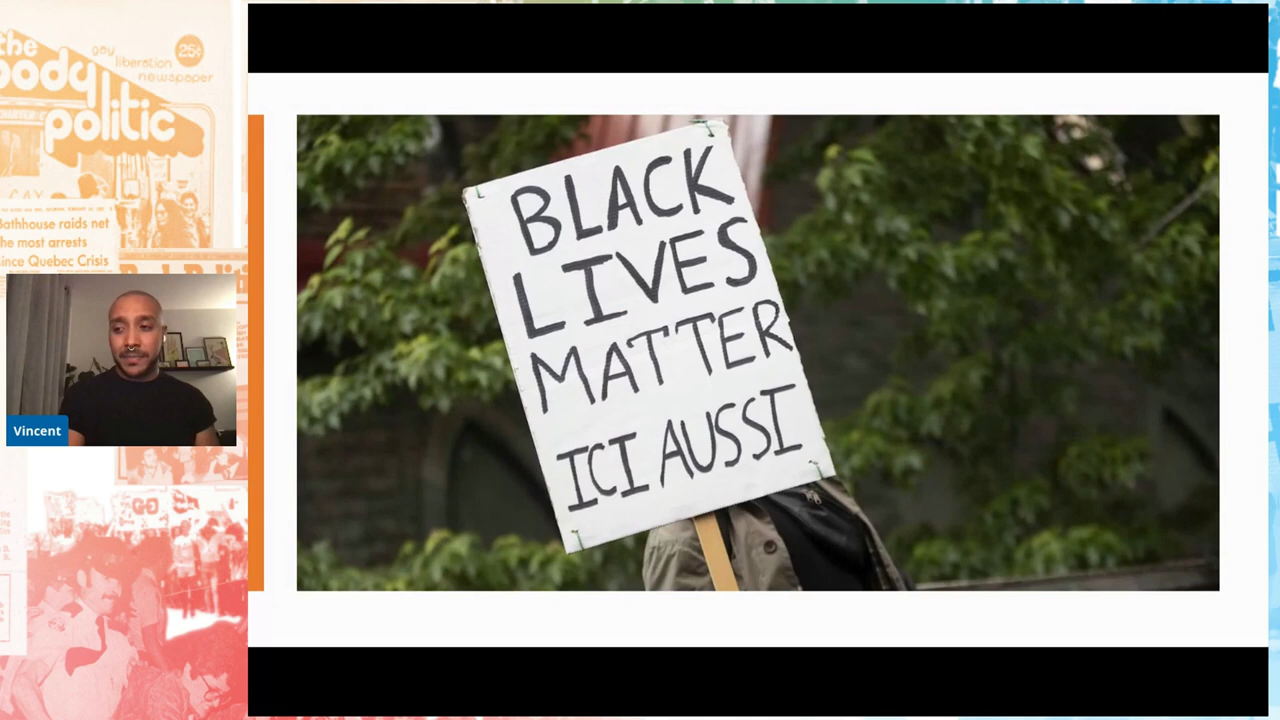 the
body
politic
gay
liberation
newspaper
25¢
Bathhouse raids net
the most arrests
since Quebec Crisis
Vincent
GO
BLACK
LIVES
MATTER
ICI AUSSI